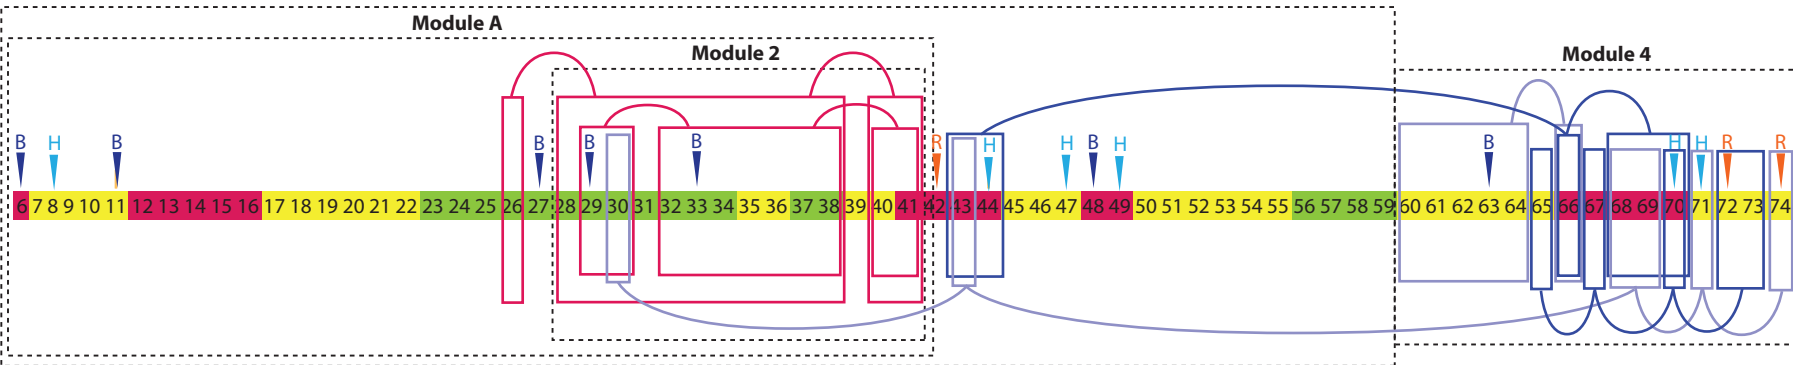 Module A
Module 2
Module 4
B H B B B B R H H B H B H H R R
6 7 8 9 10 11 12 13 14 15 16 17 18 19 20 21 22 23 24 25 26 27 28 29 30 31 32 33 34 35 36 37 38 39 40 41 42 43 44 45 46 47 48 49 50 51 52 53 54 55 56 57 58 59 60 61 62 63 64 65 66 67 68 69 70 71 72 73 74